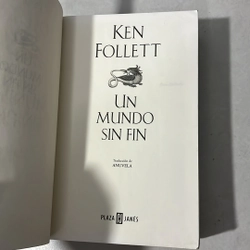 KEN
FOLLETT
UN
MUNDO
SIN FIN
Traducción de
ANUVELA
PLAZA JANÉS